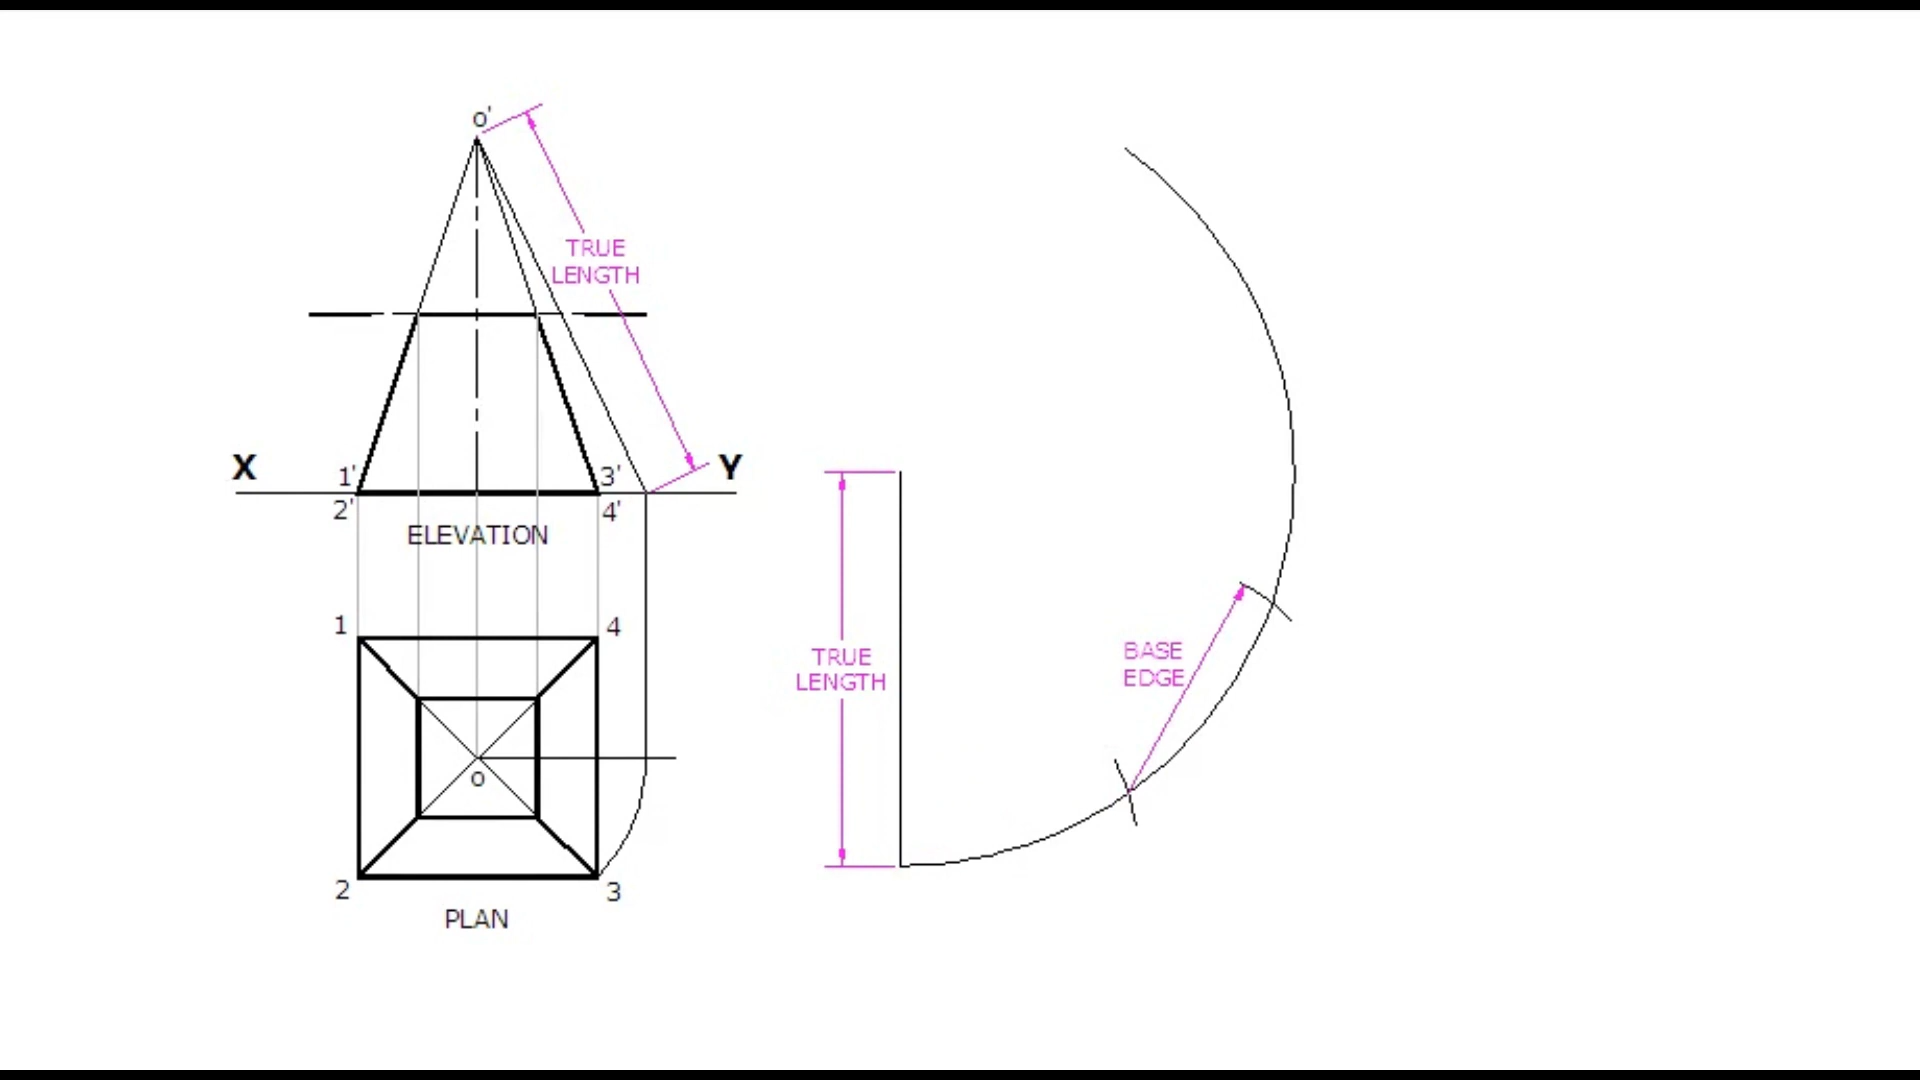 o'
TRUE
LENGTH
X
Y
1'
3'
2'
4'
ELEVATION
1
4
BASE
EDGE
TRUE
LENGTH
o
2
3
PLAN